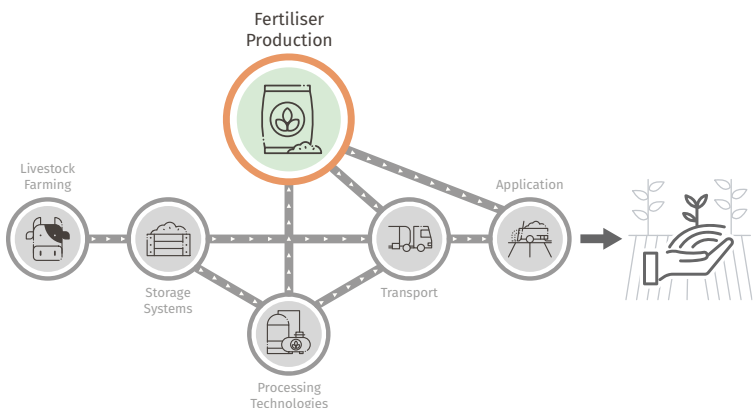 Fertiliser
Production
Livestock
Farming
Application
Storage
Systems
Transport
Processing
Technologies